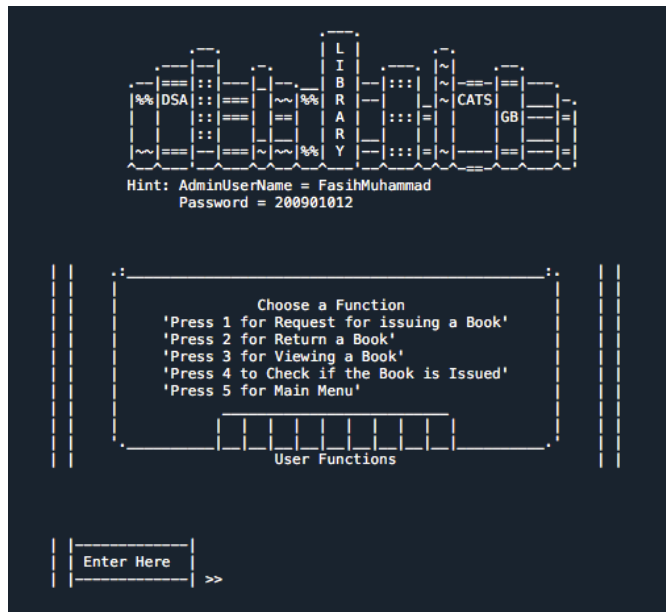 LIBRARY
DSA
CATS
GB
Hint: AdminUserName = FasihMuhammad
Password = 200901012
Choose a Function
'Press 1 for Request for issuing a Book'
'Press 2 for Return a Book'
'Press 3 for Viewing a Book'
'Press 4 to Check if the Book is Issued'
'Press 5 for Main Menu'
User Functions
Enter Here
>>